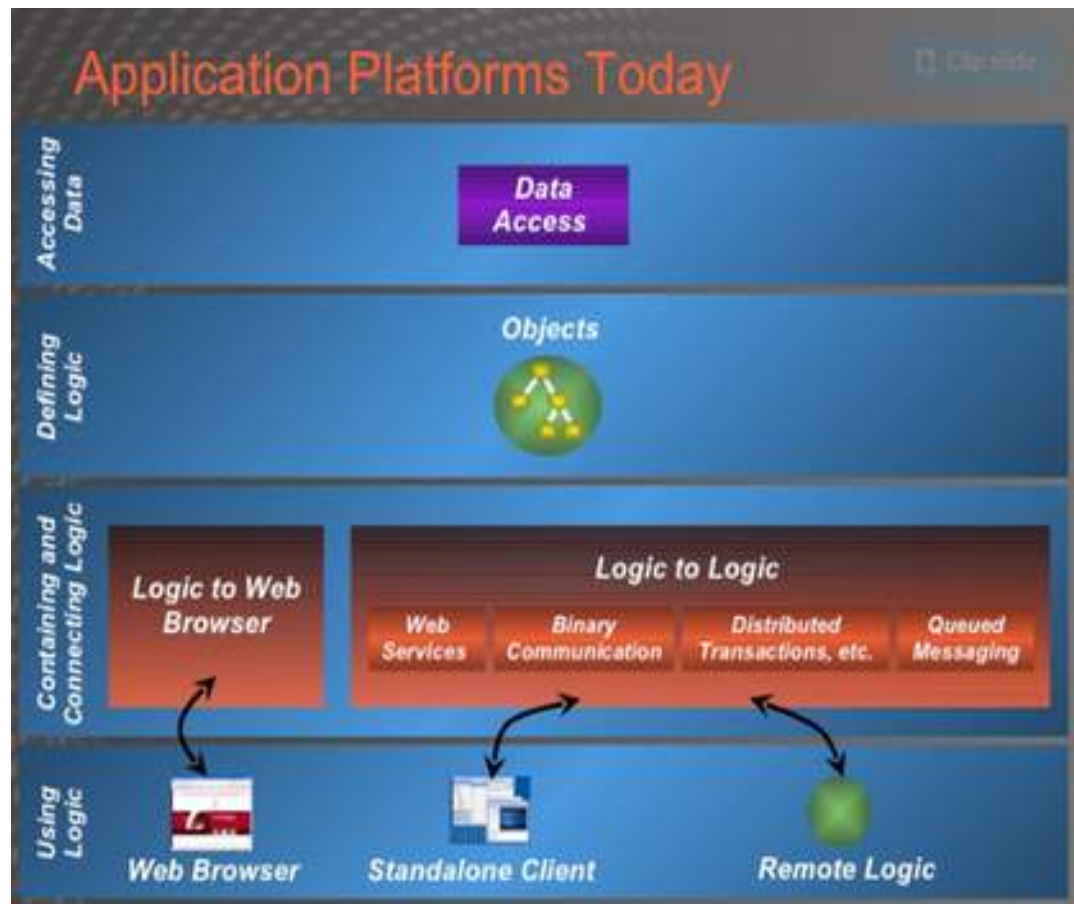 Application Platforms Today
Clip slide
Accessing
Data
Data
Access
Defining
Logic
Objects
Containing and
Connecting Logic
Logic to Web
Browser
Logic to Logic
Web
Services
Binary
Communication
Distributed
Transactions, etc.
Queued
Messaging
Using
Logic
Web Browser
Standalone Client
Remote Logic